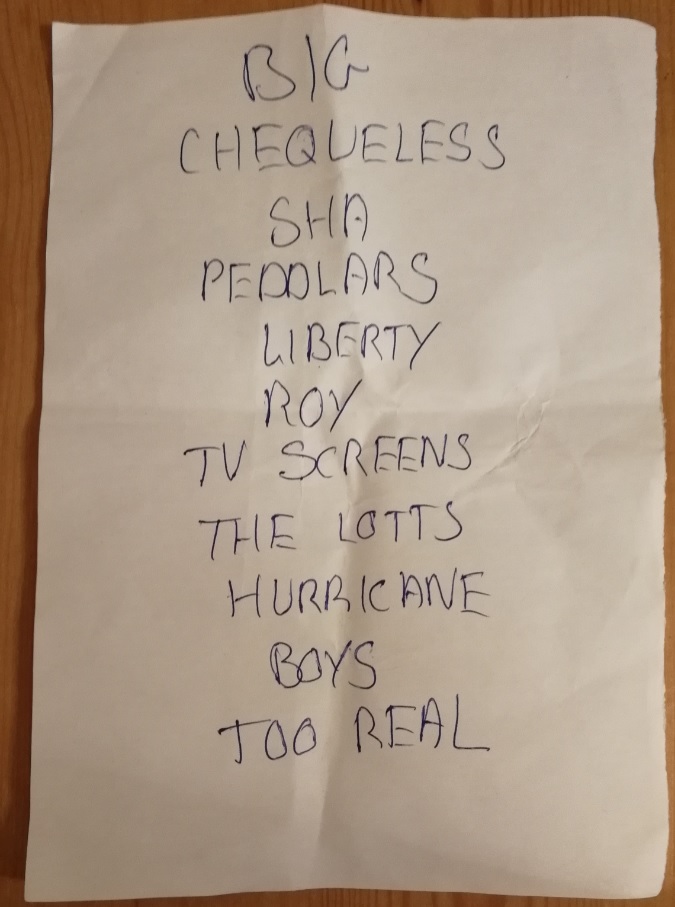 BIG
CHEQUELESS
SHA
PEDDLARS
LIBERTY
ROY
TV SCREENS
THE LOTTS
HURRICANE
BOYS
TOO REAL